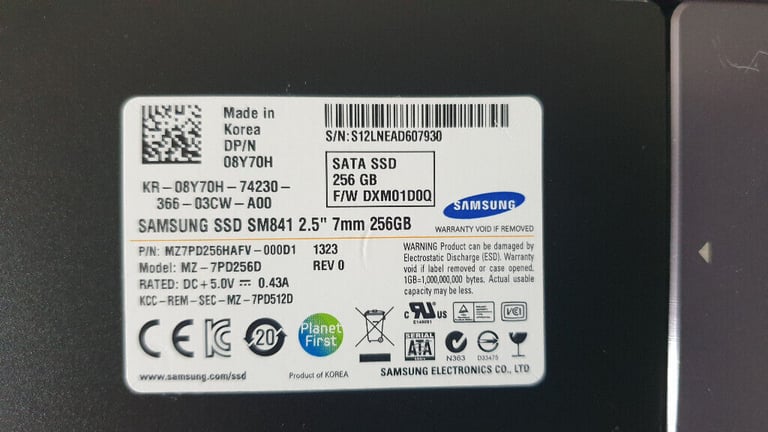 Made in
Korea
DP/N
08Y70H
S/N:S12LNEAD607930
KR-08Y70H-74230-
366-03CW-A00
SATA SSD
256 GB
F/W DXM01D0Q
SAMSUNG
SAMSUNG SSD SM841 2.5" 7mm 256GB
WARRANTY VOID IF REMOVED
P/N: MZ7PD256HAFV-000D1 1323
Model: MZ-7PD256D REV 0
RATED: DC+5.0V ⎓ 0.43A
KCC-REM-SEC-MZ-7PD512D
WARNING Product can be damaged by
Electrostatic Discharge (ESD). Warranty
void if label removed or case opened.
1GB=1,000,000,000 bytes. Actual usable
capacity may be less.
CE
20
Planet
First
c RU US
VCI
SERIAL
ATA
N363
D33475
www.samsung.com/ssd
Product of KOREA
SAMSUNG ELECTRONICS CO., LTD